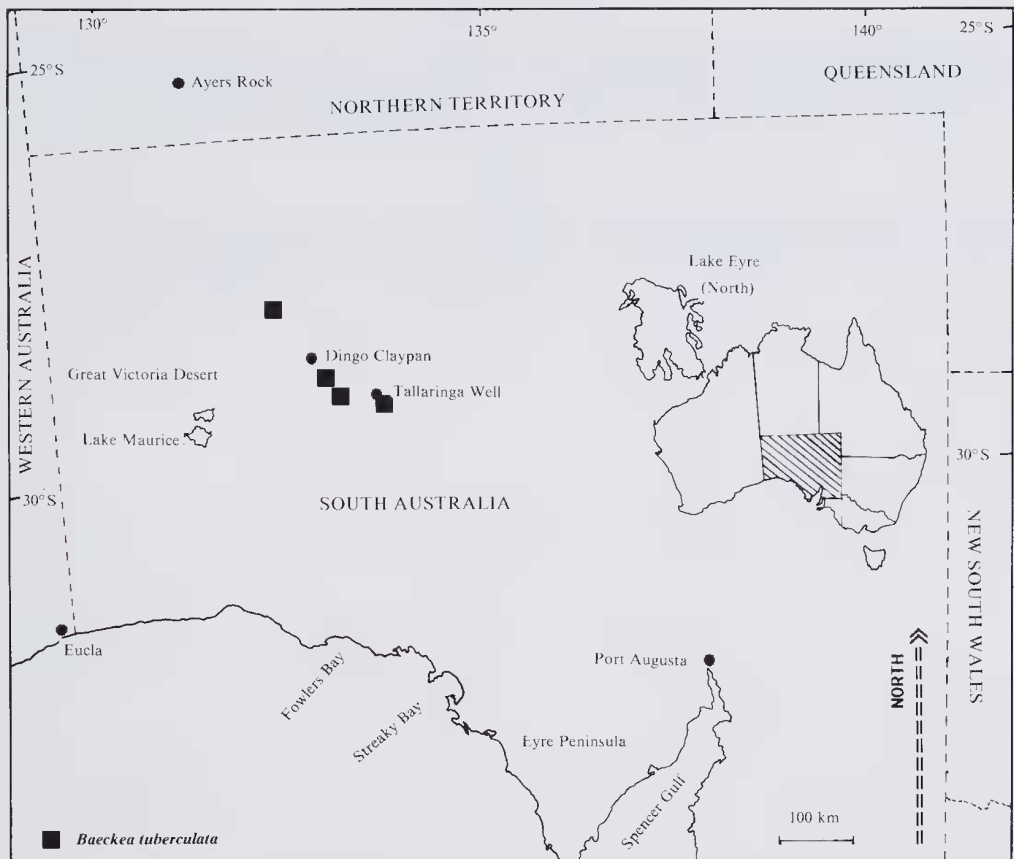 130°
135°
140°
25°S
25°S
Ayers Rock
QUEENSLAND
NORTHERN TERRITORY
WESTERN AUSTRALIA
Lake Eyre
(North)
Dingo Claypan
Great Victoria Desert
Tallaringa Well
Lake Maurice
30°S
30°S
SOUTH AUSTRALIA
NEW SOUTH WALES
Eucla
Port Augusta
NORTH
Fowlers Bay
Streaky Bay
Eyre Peninsula
Spencer Gulf
100 km
Baeckea tuberculata